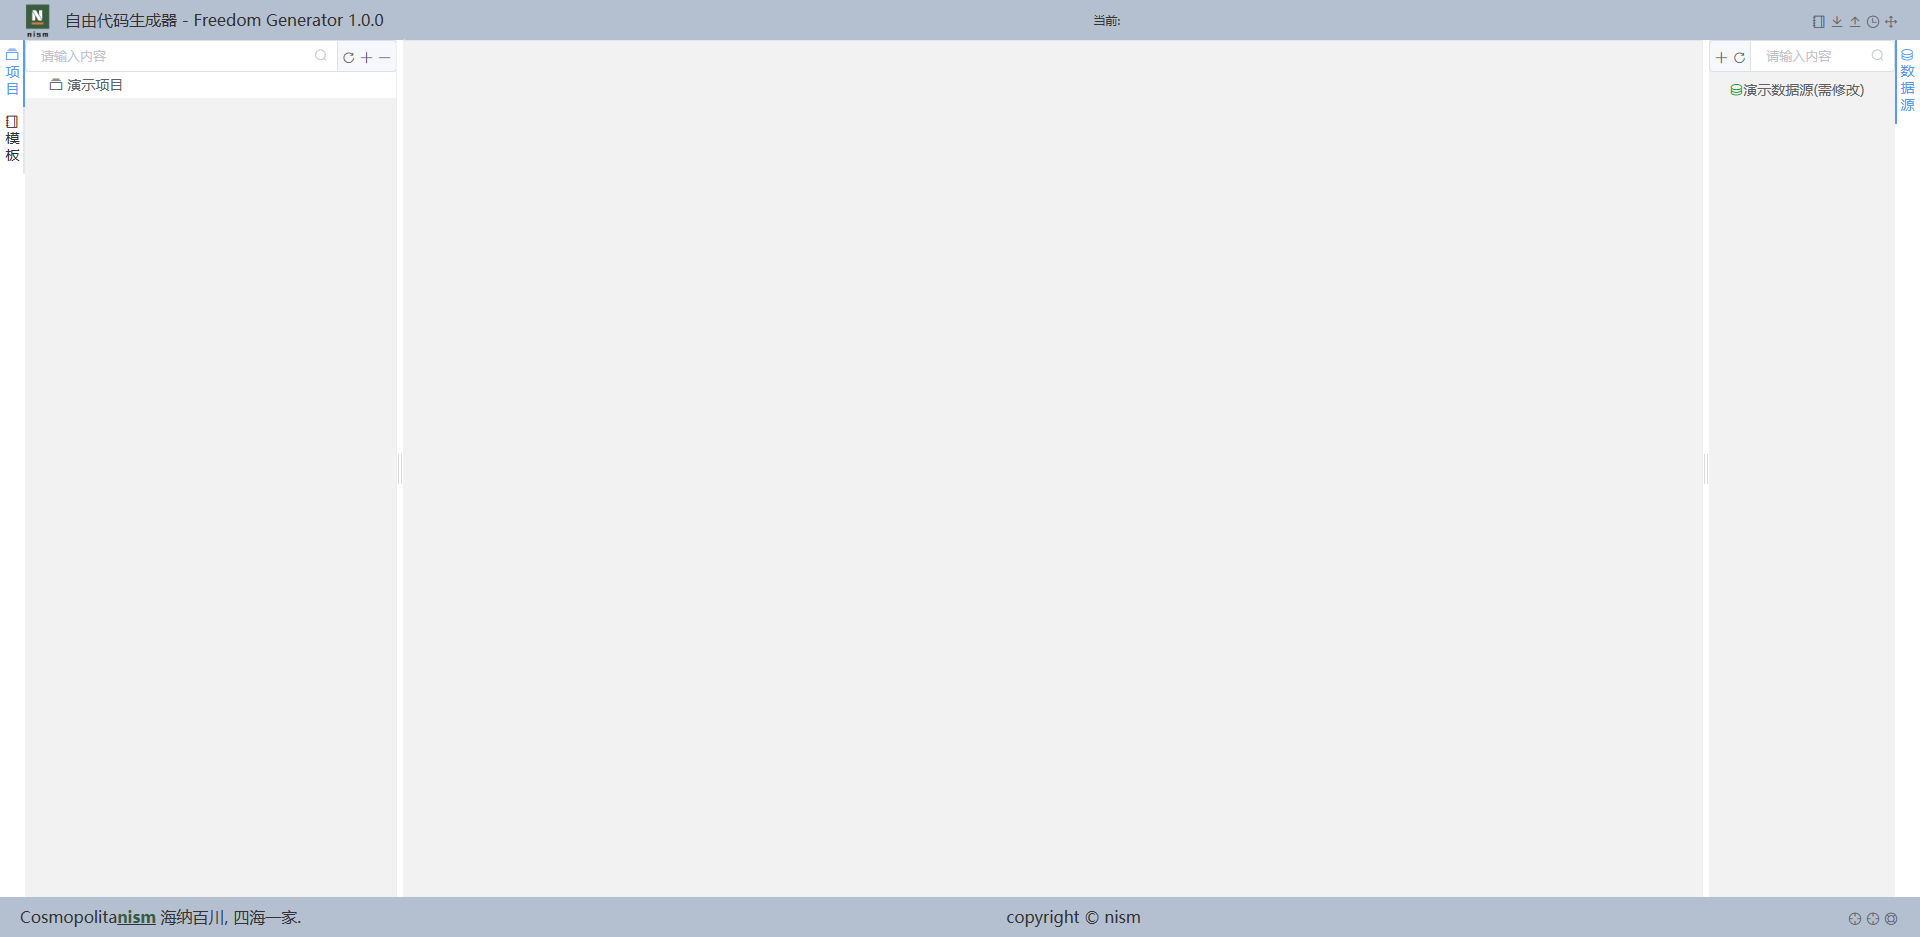 N
nism
自由代码生成器 - Freedom Generator 1.0.0
当前:
项目
请输入内容
演示项目
模板
请输入内容
演示数据源(需修改)
数据源
Cosmopolitanism 海纳百川, 四海一家.
copyright © nism